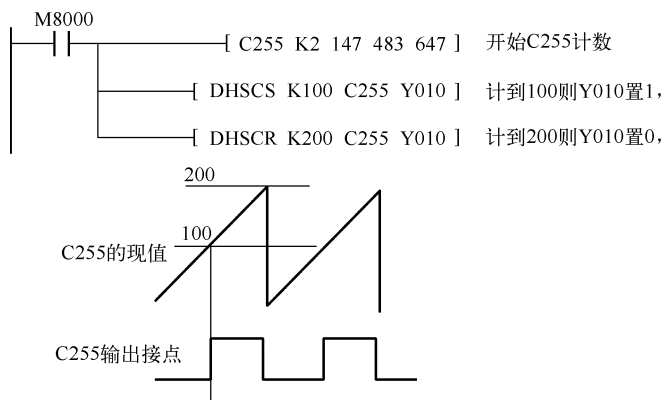 M8000
[ C255 K2 147 483 647 ] 开始C255计数
[ DHSCS K100 C255 Y010 ] 计到100则Y010置1,
[ DHSCR K200 C255 Y010 ] 计到200则Y010置0,
200
100
C255的现值
C255输出接点